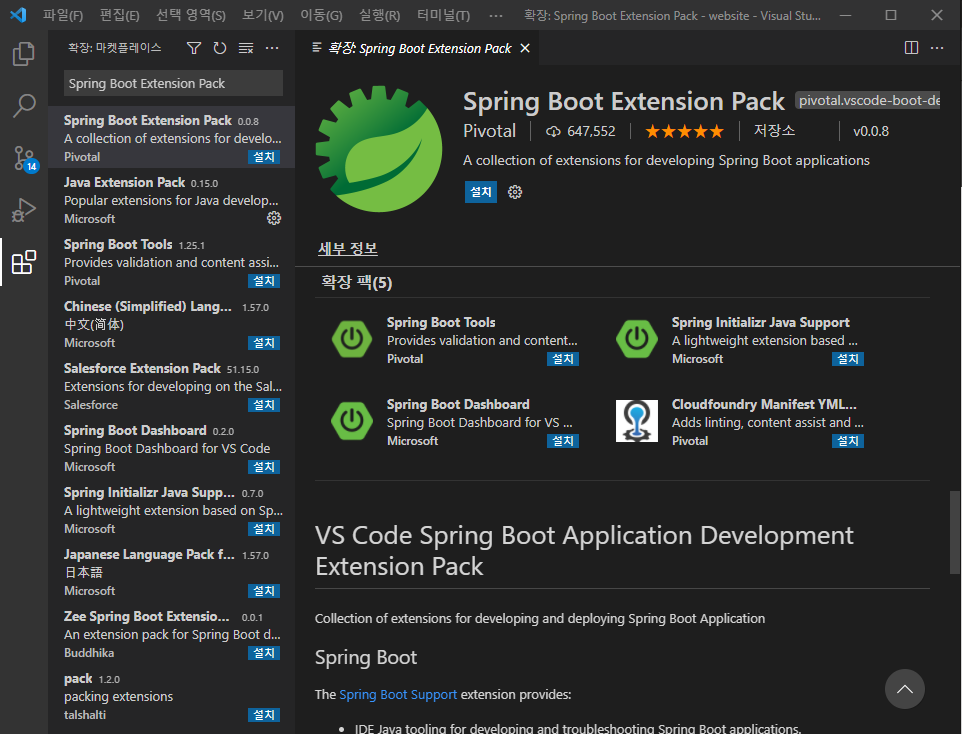 파일(F) 편집(E) 선택 영역(S) 보기(V) 이동(G) 실행(R) 터미널(T) ··· 확장: Spring Boot Extension Pack - website - Visual Stu...
확장: 마켓플레이스
Spring Boot Extension Pack
14
Spring Boot Extension Pack 0.0.8
A collection of extensions for develo...
Pivotal 설치
Java Extension Pack 0.15.0
Popular extensions for Java develop...
Microsoft
Spring Boot Tools 1.25.1
Provides validation and content assi...
Pivotal 설치
Chinese (Simplified) Lang... 1.57.0
中文(简体)
Microsoft 설치
Salesforce Extension Pack 51.15.0
Extensions for developing on the Sal...
Salesforce 설치
Spring Boot Dashboard 0.2.0
Spring Boot Dashboard for VS Code
Microsoft 설치
Spring Initializr Java Supp... 0.7.0
A lightweight extension based on Sp...
Microsoft 설치
Japanese Language Pack f... 1.57.0
日本語
Microsoft 설치
Zee Spring Boot Extensio... 0.0.1
An extension pack for Spring Boot d...
Buddhika 설치
pack 1.2.0
packing extensions
talshalti 설치
확장: Spring Boot Extension Pack
Spring Boot Extension Pack pivotal.vscode-boot-de
Pivotal 647,552 저장소 v0.0.8
A collection of extensions for developing Spring Boot applications
설치
세부 정보
확장 팩(5)
Spring Boot Tools
Provides validation and content...
Pivotal 설치
Spring Initializr Java Support
A lightweight extension based ...
Microsoft 설치
Spring Boot Dashboard
Spring Boot Dashboard for VS ...
Microsoft 설치
Cloudfoundry Manifest YML...
Adds linting, content assist and ...
Pivotal 설치
VS Code Spring Boot Application Development
Extension Pack
Collection of extensions for developing and deploying Spring Boot Application
Spring Boot
The Spring Boot Support extension provides:
• IDE Java tooling for developing and troubleshooting Spring Boot applications.